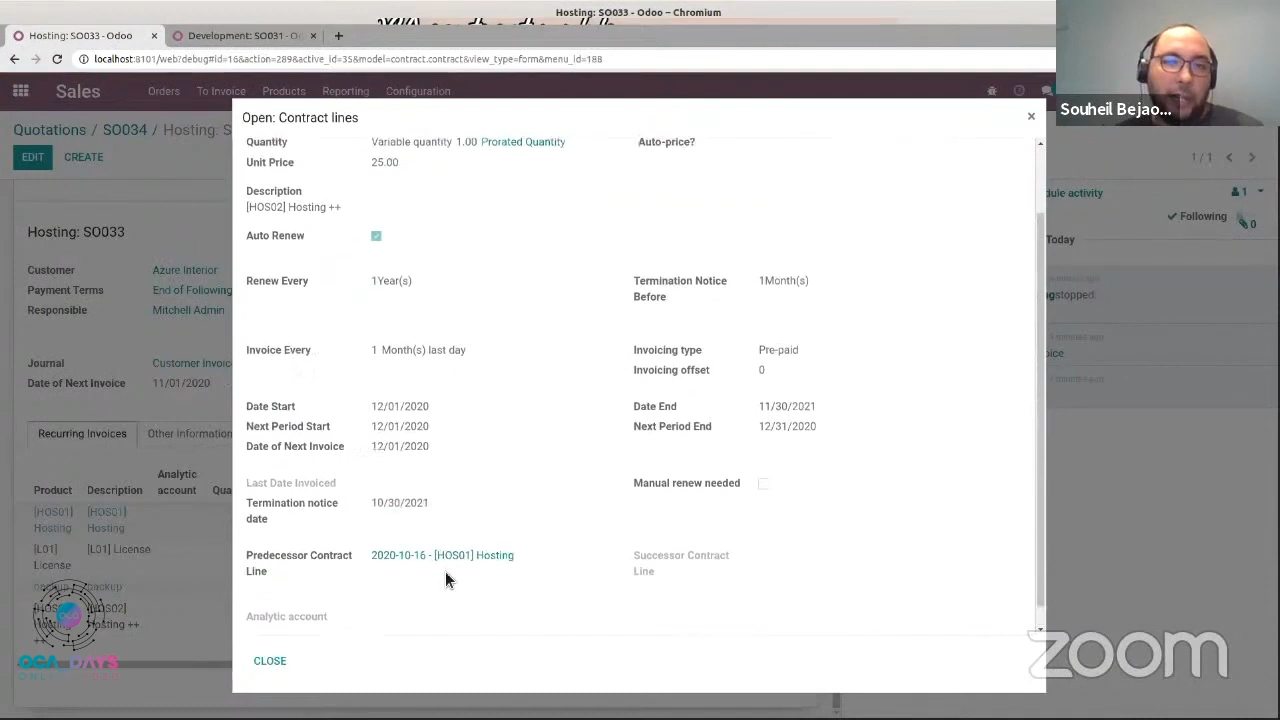 Hosting: SO033 - Odoo – Chromium
Hosting: SO033 - Odoo × Development: SO031 - O × +
localhost:8101/web?debug#id=16&action=289&active_id=35&model=contract.contract&view_type=form&menu_id=188
Sales Orders To Invoice Products Reporting Configuration
Souheil Bejao...
Quotations / SO034 / Hosting: S
EDIT CREATE
1 / 1
dule activity
1
Following
0
Today
stopped:
Hosting: SO033
Customer Azure Interior
Payment Terms End of Following
Responsible Mitchell Admin
Journal Customer Invoic
Date of Next Invoice 11/01/2020
Recurring Invoices Other Information
Product Description Analytic account Qua
[HOS01] Hosting [HOS01] Hosting
[L01] License [L01] License
backup backup
[HOS02] Hosting ++
Open: Contract lines ×
Quantity Variable quantity 1.00 Prorated Quantity Auto-price?
Unit Price 25.00
Description
[HOS02] Hosting ++
Auto Renew
Renew Every 1Year(s) Termination Notice Before 1Month(s)
Invoice Every 1 Month(s) last day Invoicing type Pre-paid
Invoicing offset 0
Date Start 12/01/2020 Date End 11/30/2021
Next Period Start 12/01/2020 Next Period End 12/31/2020
Date of Next Invoice 12/01/2020
Last Date Invoiced Manual renew needed
Termination notice date 10/30/2021
Predecessor Contract Line 2020-10-16 - [HOS01] Hosting Successor Contract Line
Analytic account
CLOSE
OCA DAYS
zoom